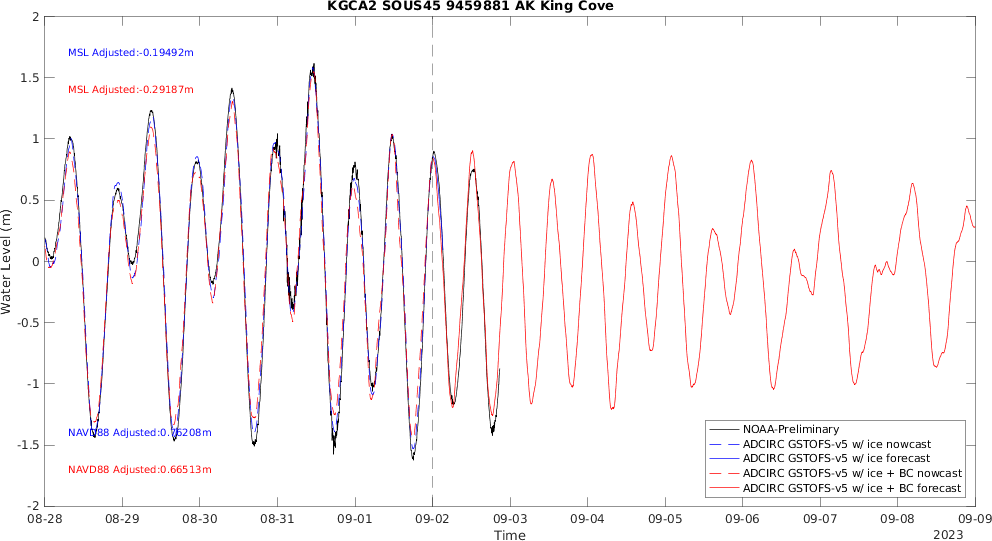 KGCA2 SOUS45 9459881 AK King Cove
2
1.5
1
0.5
0
-0.5
-1
-1.5
-2
Water Level (m)
MSL Adjusted:-0.19492m
MSL Adjusted:-0.29187m
NAVD88 Adjusted:0.76208m
NAVD88 Adjusted:0.66513m
NOAA-Preliminary
ADCIRC GSTOFS-v5 w/ ice nowcast
ADCIRC GSTOFS-v5 w/ ice forecast
ADCIRC GSTOFS-v5 w/ ice + BC nowcast
ADCIRC GSTOFS-v5 w/ ice + BC forecast
08-28 08-29 08-30 08-31 09-01 09-02 09-03 09-04 09-05 09-06 09-07 09-08 09-09
Time
2023